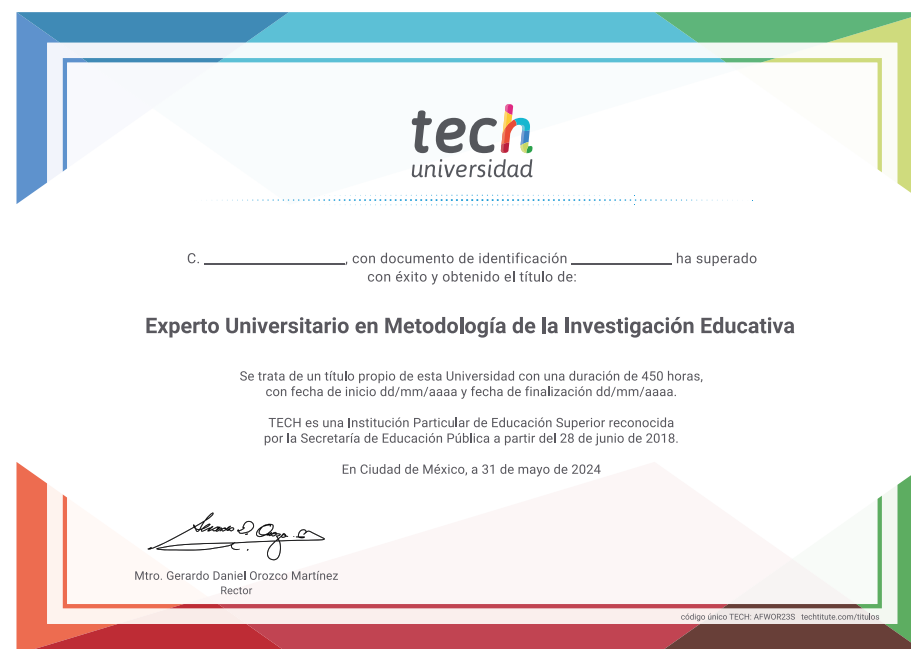 tech
universidad
C. ____________, con documento de identificación ____________ ha superado
con éxito y obtenido el título de:
Experto Universitario en Metodología de la Investigación Educativa
Se trata de un título propio de esta Universidad con una duración de 450 horas,
con fecha de inicio dd/mm/aaaa y fecha de finalización dd/mm/aaaa.
TECH es una Institución Particular de Educación Superior reconocida
por la Secretaría de Educación Pública a partir del 28 de junio de 2018.
En Ciudad de México, a 31 de mayo de 2024
Mtro. Gerardo Daniel Orozco Martínez
Rector
código único TECH: AFWOR23S techtitute.com/titulos